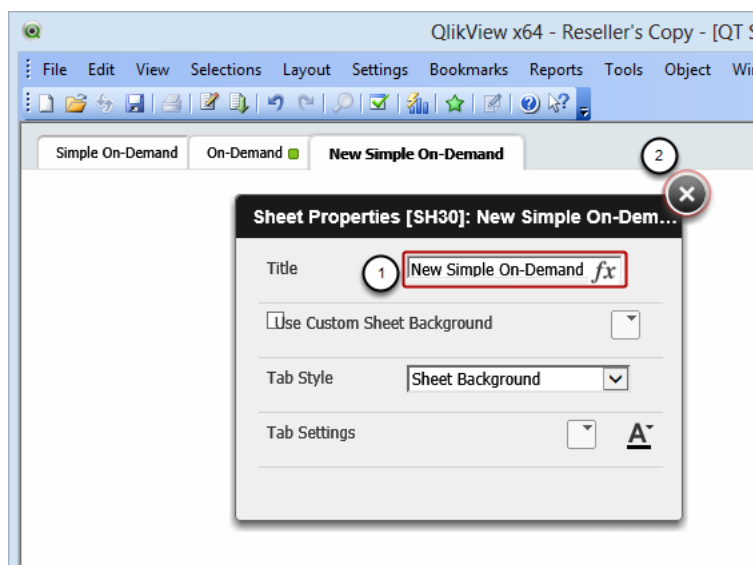 QlikView x64 - Reseller's Copy - [QT S
File Edit View Selections Layout Settings Bookmarks Reports Tools Object Win
Simple On-Demand On-Demand New Simple On-Demand
2
Sheet Properties [SH30]: New Simple On-Dem...
Title 1 New Simple On-Demand fx
Use Custom Sheet Background
Tab Style Sheet Background
Tab Settings A